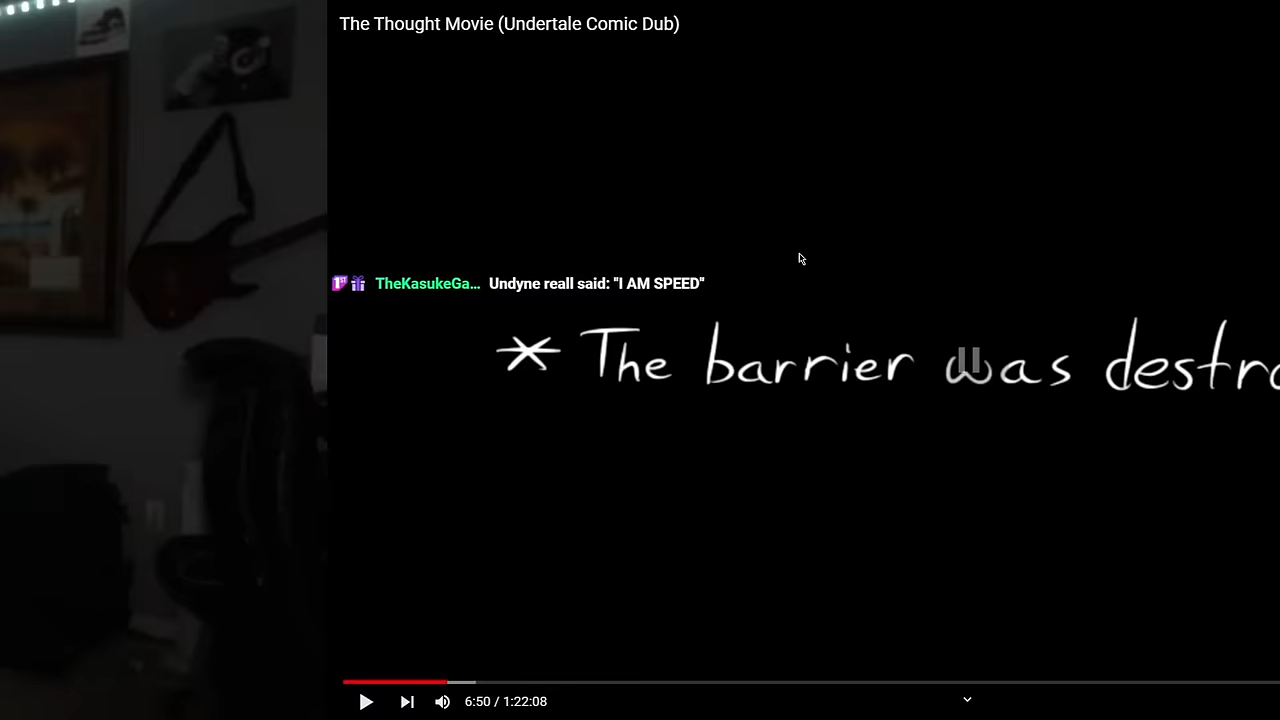 The Thought Movie (Undertale Comic Dub)
1ST TheKasukeGa... Undyne reall said: "I AM SPEED"
* The barrier was destro
6:50 / 1:22:08